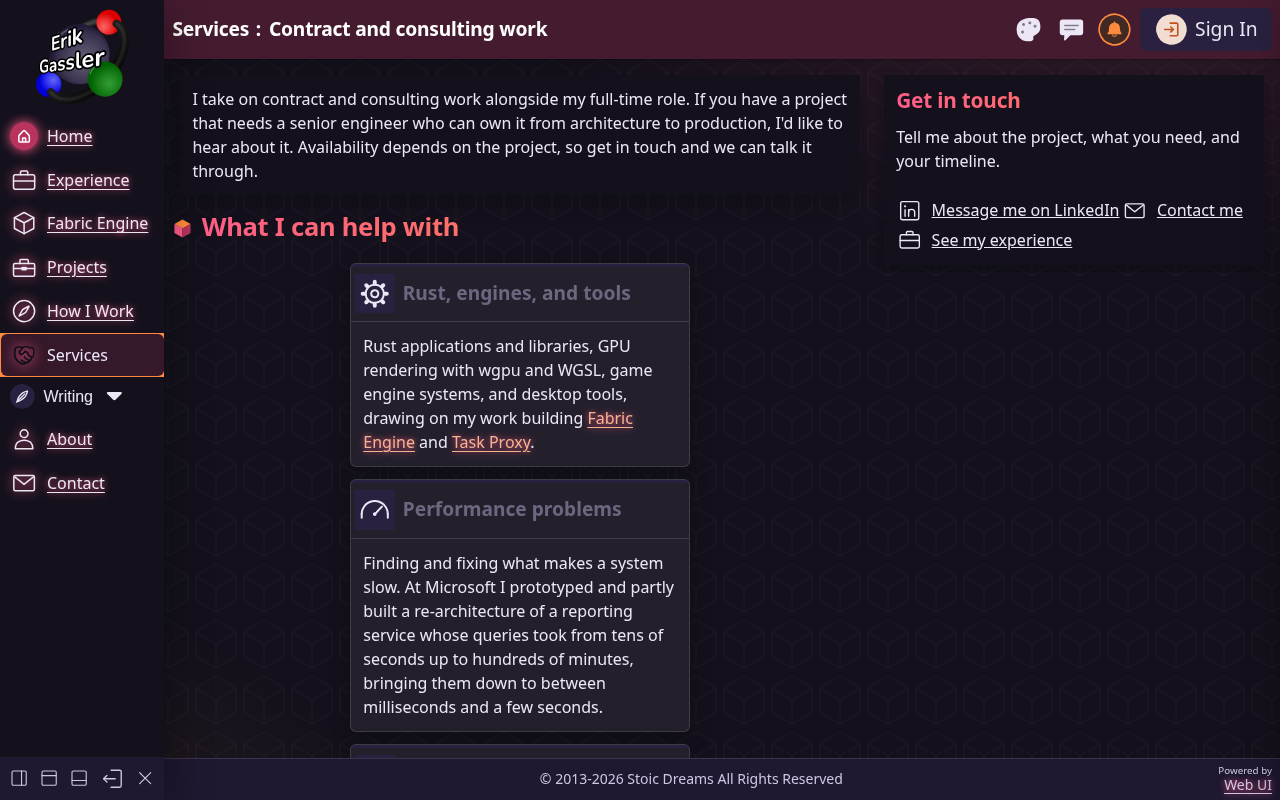 Erik
Gassler
Home
Experience
Fabric Engine
Projects
How I Work
Services
Writing
About
Contact
Services : Contract and consulting work
Sign In
I take on contract and consulting work alongside my full-time role. If you have a project
that needs a senior engineer who can own it from architecture to production, I'd like to
hear about it. Availability depends on the project, so get in touch and we can talk it
through.
What I can help with
Rust, engines, and tools
Rust applications and libraries, GPU
rendering with wgpu and WGSL, game
engine systems, and desktop tools,
drawing on my work building Fabric
Engine and Task Proxy.
Performance problems
Finding and fixing what makes a system
slow. At Microsoft I prototyped and partly
built a re-architecture of a reporting
service whose queries took from tens of
seconds up to hundreds of minutes,
bringing them down to between
milliseconds and a few seconds.
Get in touch
Tell me about the project, what you need, and
your timeline.
Message me on LinkedIn Contact me
See my experience
© 2013-2026 Stoic Dreams All Rights Reserved
Powered by
Web UI